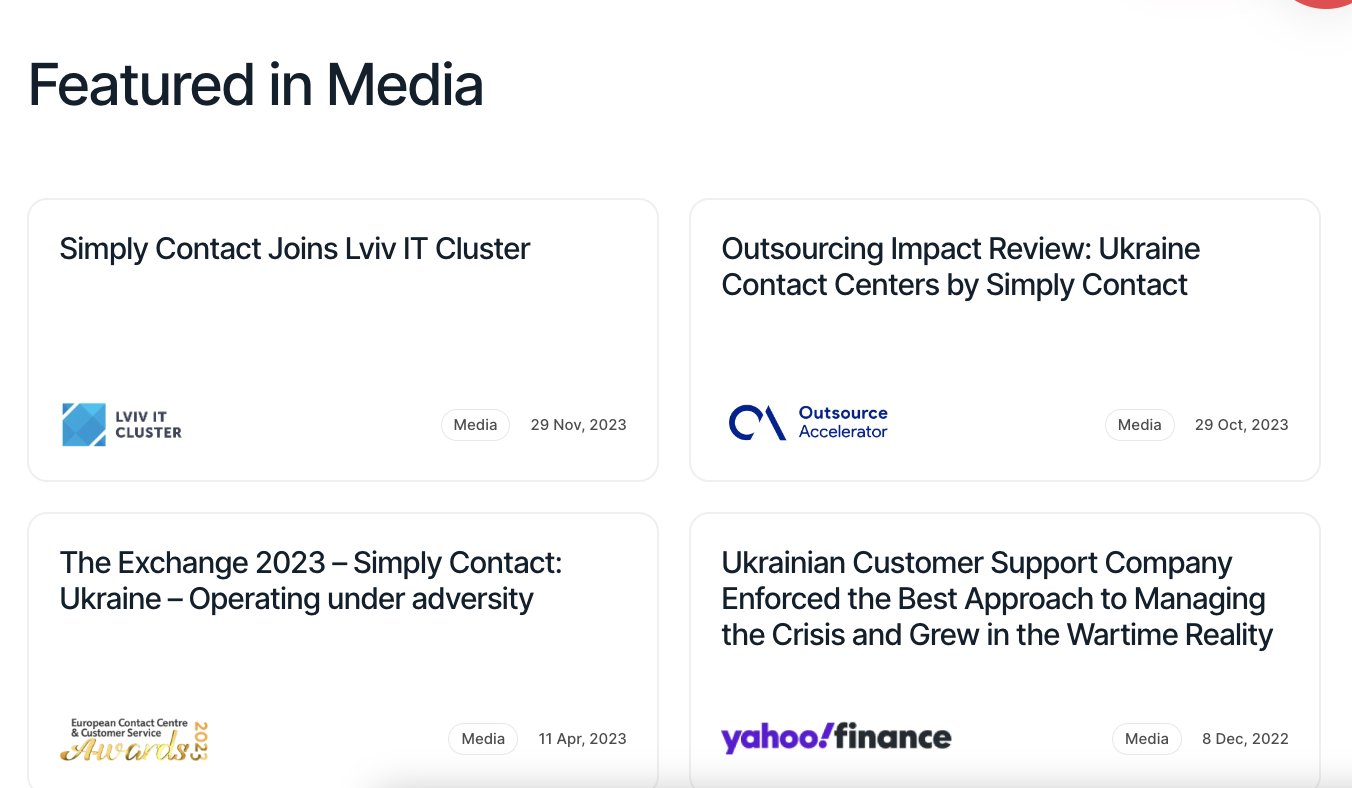 Featured in Media
Simply Contact Joins Lviv IT Cluster
LVIV IT
CLUSTER
Media
29 Nov, 2023
Outsourcing Impact Review: Ukraine
Contact Centers by Simply Contact
Outsource
Accelerator
Media
29 Oct, 2023
The Exchange 2023 – Simply Contact:
Ukraine – Operating under adversity
European Contact Centre
& Customer Service
Awards
2023
Media
11 Apr, 2023
Ukrainian Customer Support Company
Enforced the Best Approach to Managing
the Crisis and Grew in the Wartime Reality
yahoo!finance
Media
8 Dec, 2022